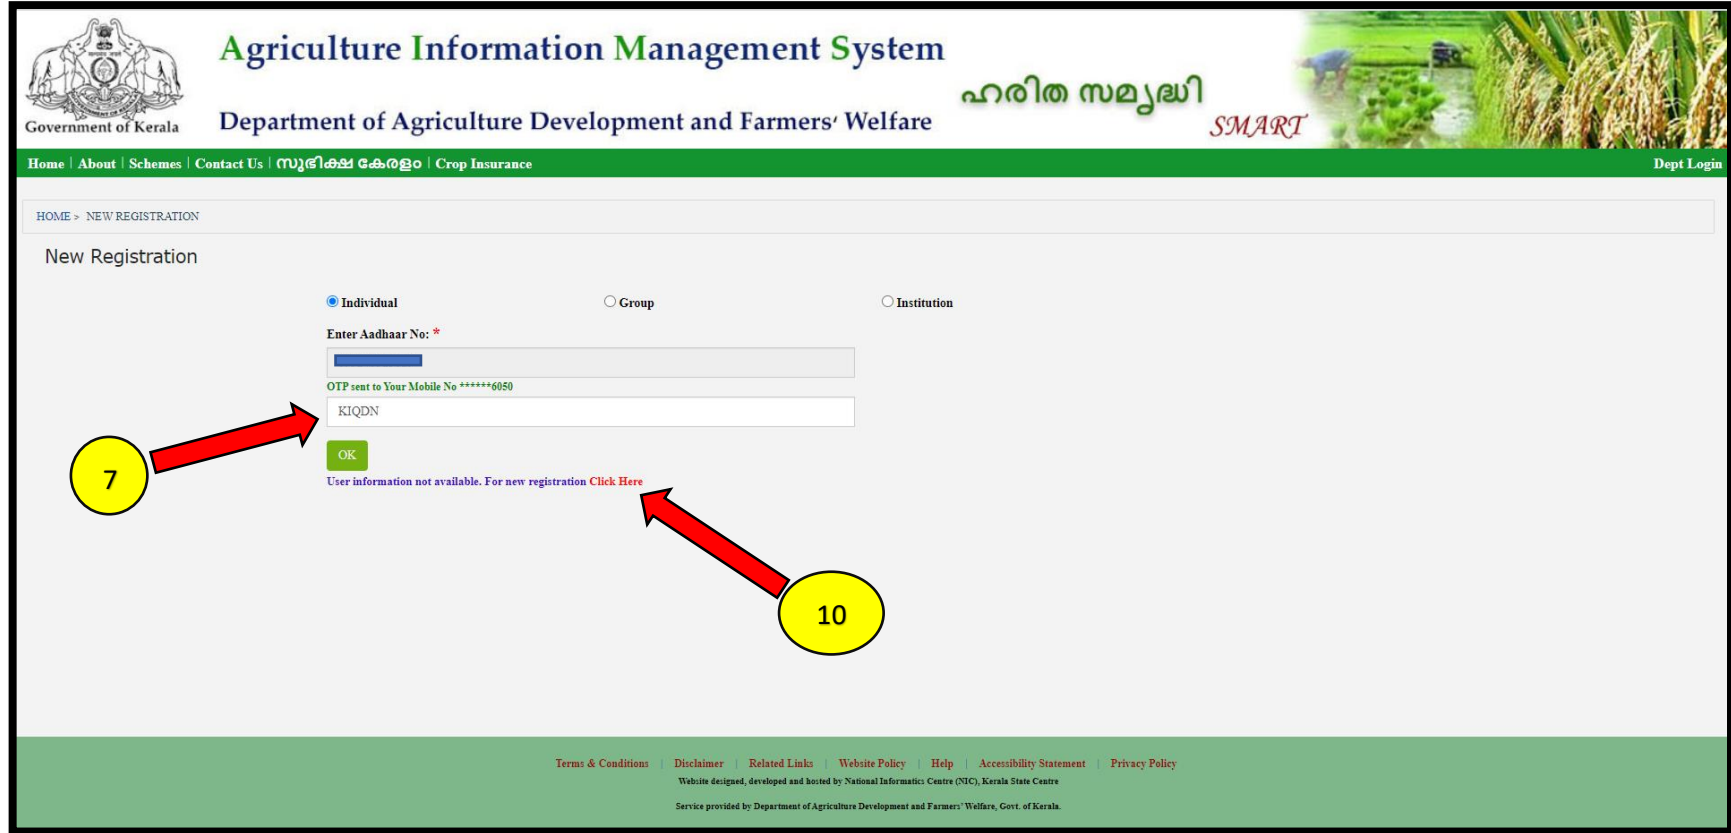 Agriculture Information Management System
ഹരിത സമൃദ്ധി
Government of Kerala
Department of Agriculture Development and Farmers' Welfare
SMART
Home | About | Schemes | Contact Us | സുഭിക്ഷ കേരളം | Crop Insurance
Dept Login
HOME > NEW REGISTRATION
New Registration
Individual
Group
Institution
Enter Aadhaar No: *
OTP sent to Your Mobile No ******6050
KIQDN
7
OK
User information not available. For new registration Click Here
10
Terms & Conditions | Disclaimer | Related Links | Website Policy | Help | Accessibility Statement | Privacy Policy
Website designed, developed and hosted by National Informatics Centre (NIC), Kerala State Centre
Service provided by Department of Agriculture Development and Farmers' Welfare, Govt. of Kerala.